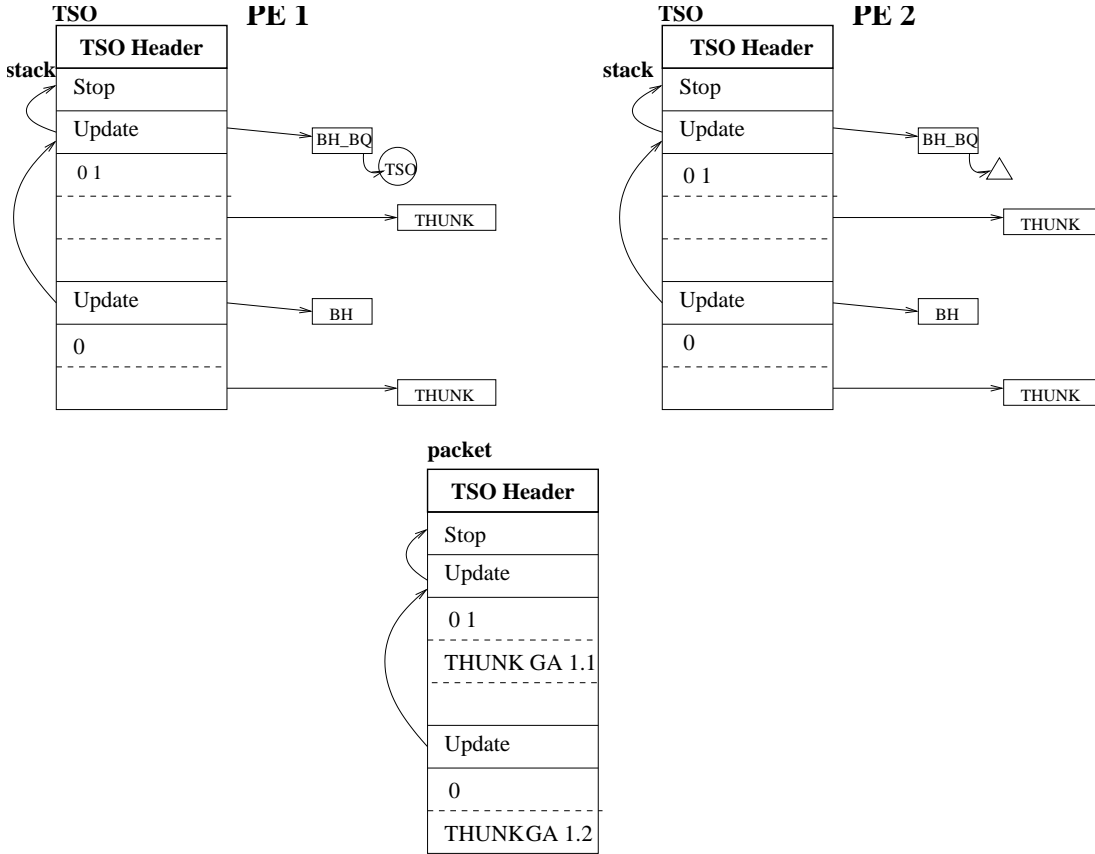 TSO
PE 1
TSO Header
stack
Stop
Update
BH_BQ
TSO
0 1
THUNK
Update
BH
0
THUNK
TSO
PE 2
TSO Header
stack
Stop
Update
BH_BQ
0 1
THUNK
Update
BH
0
THUNK
packet
TSO Header
Stop
Update
0 1
THUNK GA 1.1
Update
0
THUNK GA 1.2